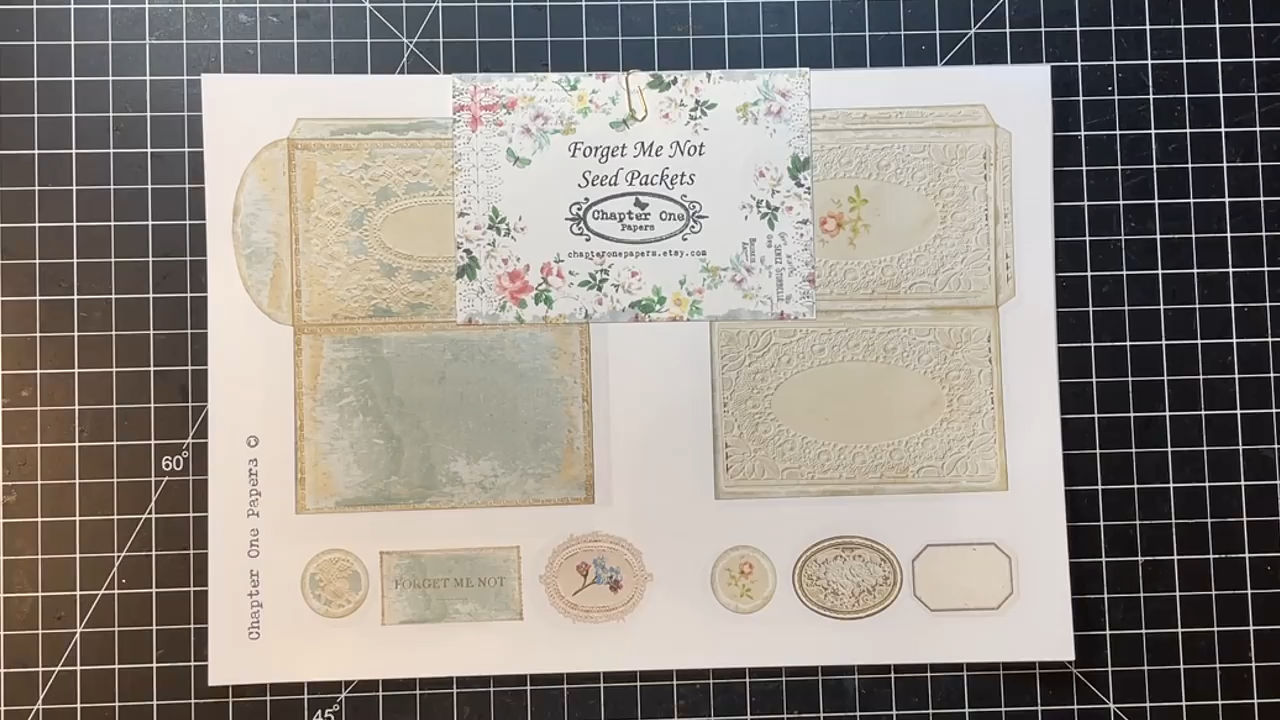 Forget Me Not
Seed Packets
Chapter One
Papers
chapteronepapers.etsy.com
FORGET ME NOT
Chapter One Papers ©
60°
45°